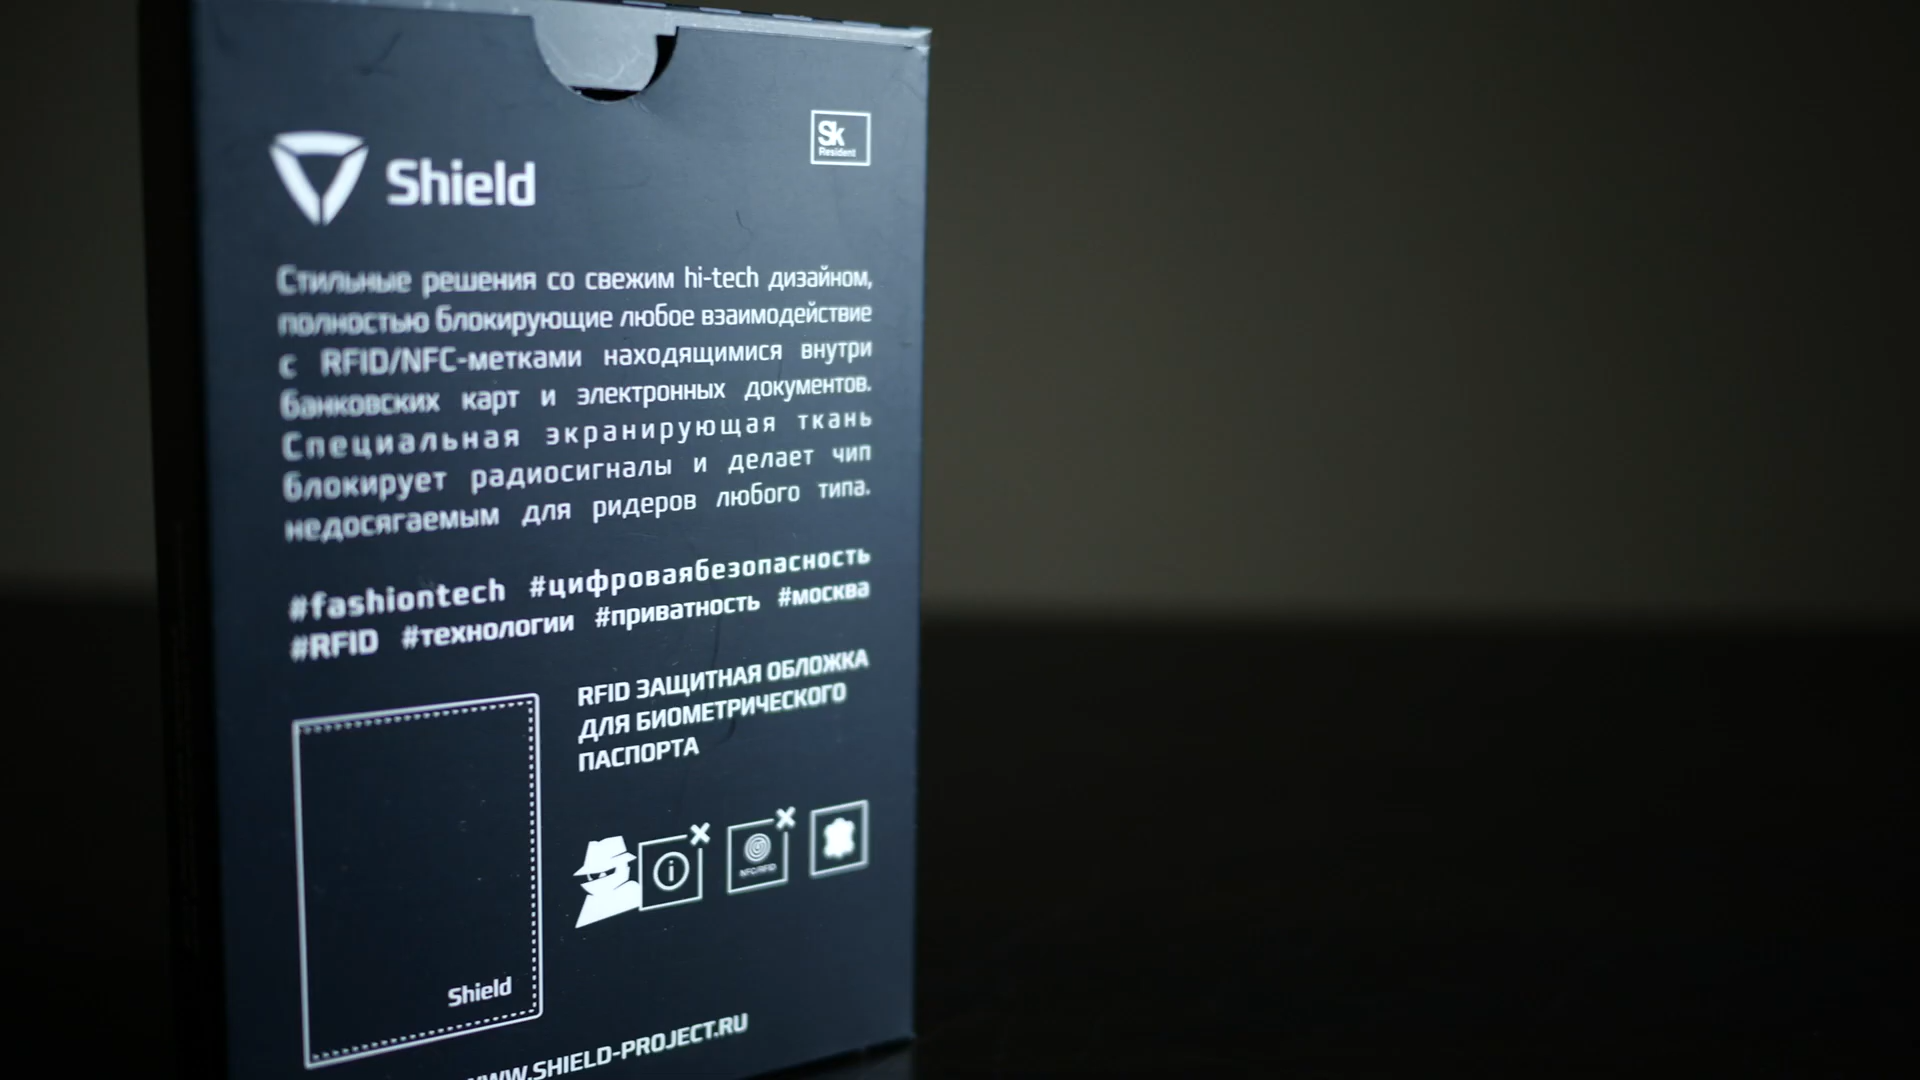 Sk
Resident
Shield
Стильные решения со свежим hi-tech дизайном,
полностью блокирующие любое взаимодействие
с RFID/NFC-метками находящимися внутри
банковских карт и электронных документов.
Специальная экранирующая ткань
блокирует радиосигналы и делает чип
недосягаемым для ридеров любого типа.
#fashiontech #цифроваябезопасность
#RFID #технологии #приватность #москва
RFID ЗАЩИТНАЯ ОБЛОЖКА
ДЛЯ БИОМЕТРИЧЕСКОГО
ПАСПОРТА
NFC/RFID
Shield
WWW.SHIELD-PROJECT.RU